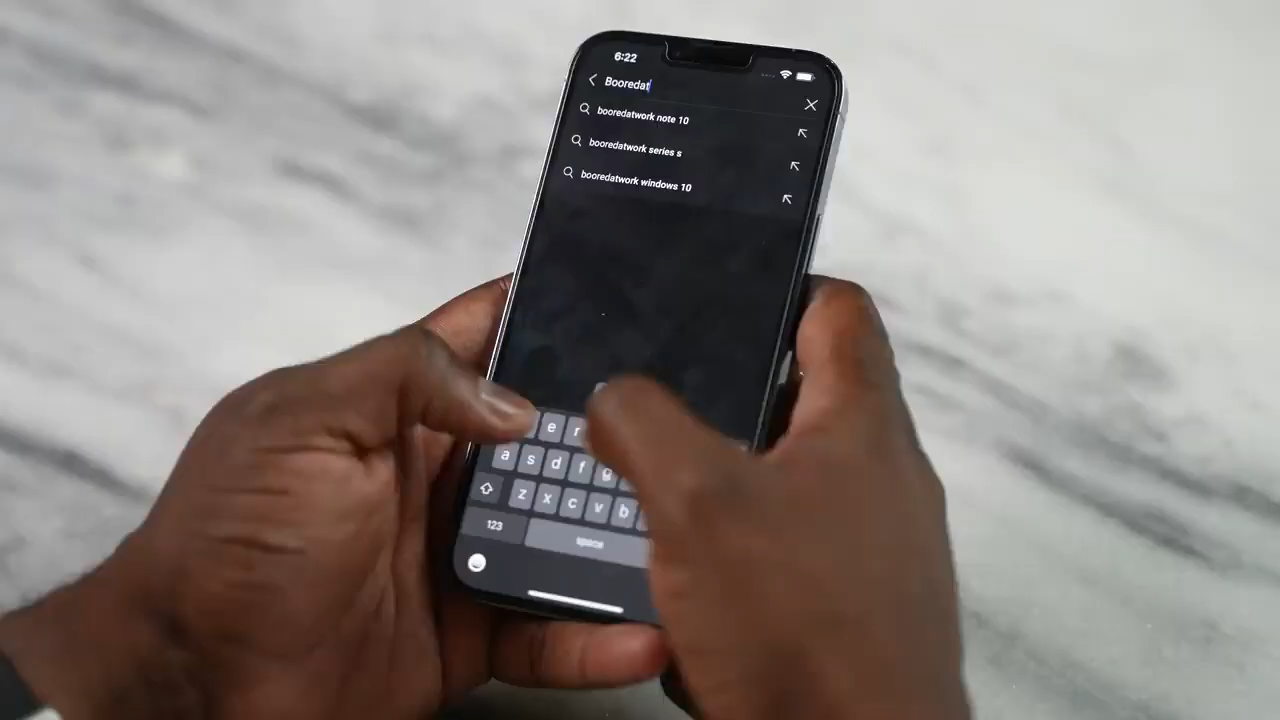 6:22
Booredat
booredatwork note 10
booredatwork series s
booredatwork windows 10
e r
a s d f g
z x c v b
123 space